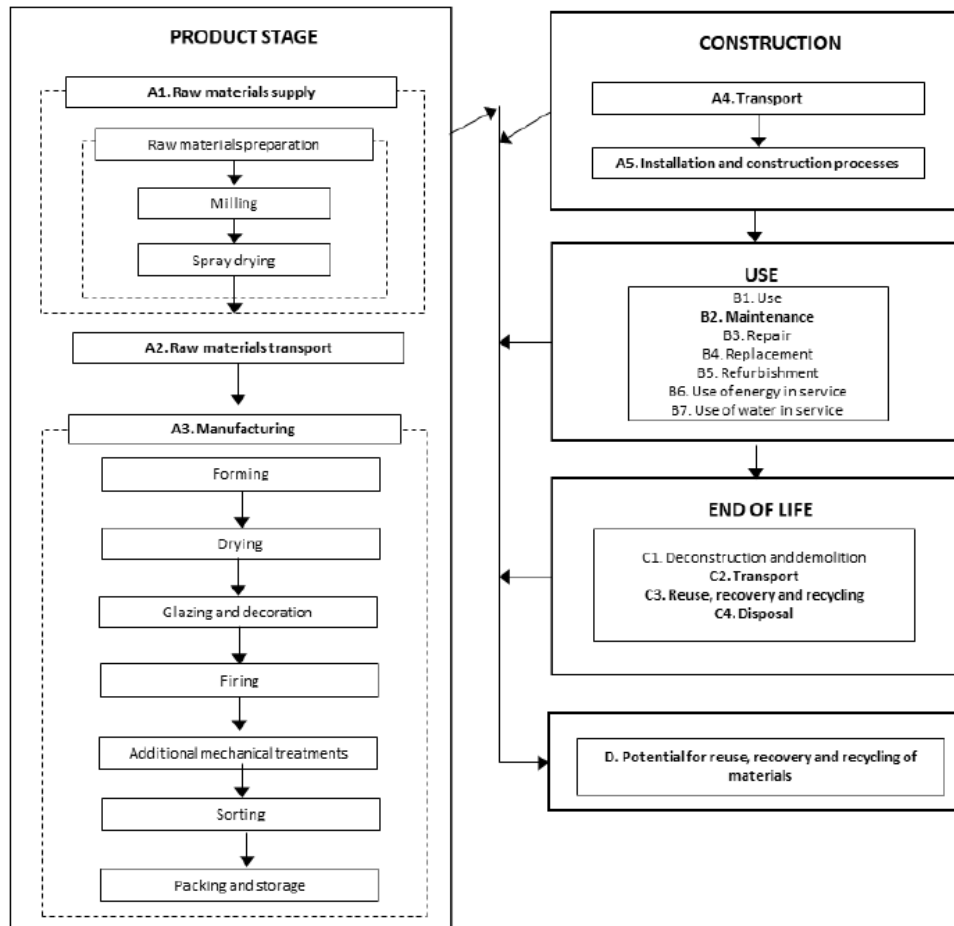 PRODUCT STAGE
A1. Raw materials supply
Raw materials preparation
Milling
Spray drying
A2. Raw materials transport
A3. Manufacturing
Forming
Drying
Glazing and decoration
Firing
Additional mechanical treatments
Sorting
Packing and storage
CONSTRUCTION
A4. Transport
A5. Installation and construction processes
USE
B1. Use
B2. Maintenance
B3. Repair
B4. Replacement
B5. Refurbishment
B6. Use of energy in service
B7. Use of water in service
END OF LIFE
C1. Deconstruction and demolition
C2. Transport
C3. Reuse, recovery and recycling
C4. Disposal
D. Potential for reuse, recovery and recycling of
materials